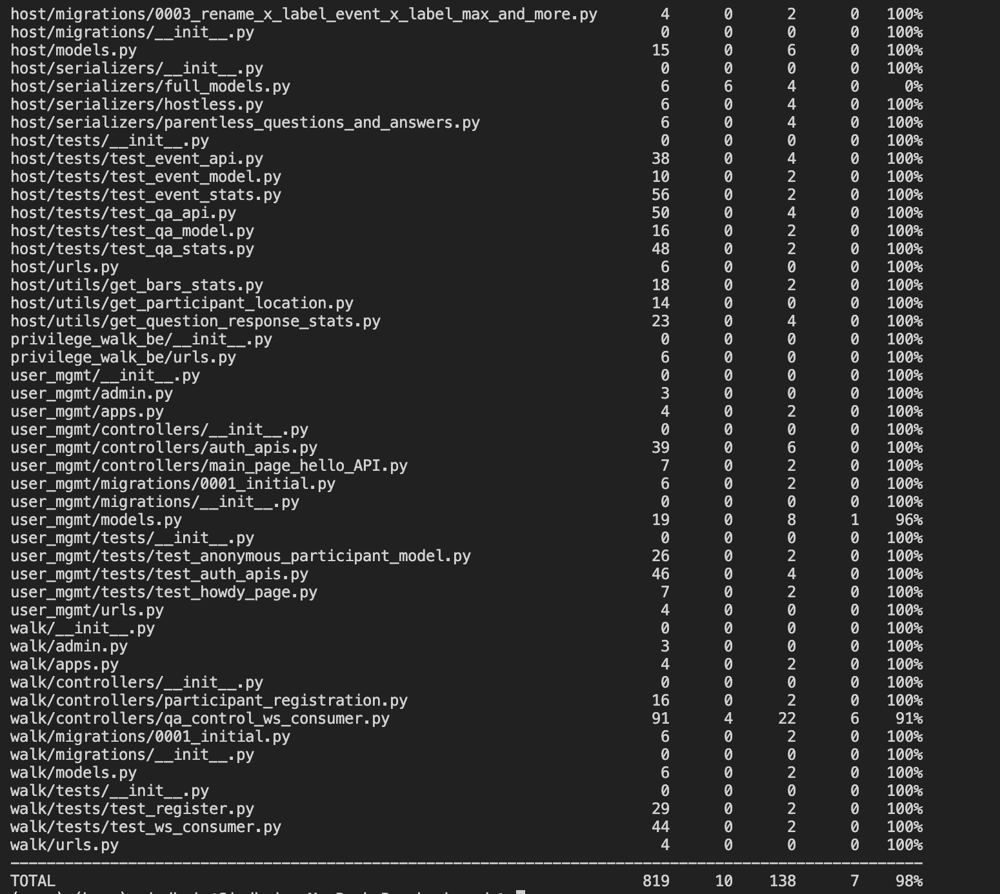 host/migrations/0003_rename_x_label_event_x_label_max_and_more.py 4 0 2 0 100%
host/migrations/__init__.py 0 0 0 0 100%
host/models.py 15 0 6 0 100%
host/serializers/__init__.py 0 0 0 0 100%
host/serializers/full_models.py 6 6 4 0 0%
host/serializers/hostless.py 6 0 4 0 100%
host/serializers/parentless_questions_and_answers.py 6 0 4 0 100%
host/tests/__init__.py 0 0 0 0 100%
host/tests/test_event_api.py 38 0 4 0 100%
host/tests/test_event_model.py 10 0 2 0 100%
host/tests/test_event_stats.py 56 0 2 0 100%
host/tests/test_qa_api.py 50 0 4 0 100%
host/tests/test_qa_model.py 16 0 2 0 100%
host/tests/test_qa_stats.py 48 0 2 0 100%
host/urls.py 6 0 0 0 100%
host/utils/get_bars_stats.py 18 0 2 0 100%
host/utils/get_participant_location.py 14 0 0 0 100%
host/utils/get_question_response_stats.py 23 0 4 0 100%
privilege_walk_be/__init__.py 0 0 0 0 100%
privilege_walk_be/urls.py 6 0 0 0 100%
user_mgmt/__init__.py 0 0 0 0 100%
user_mgmt/admin.py 3 0 0 0 100%
user_mgmt/apps.py 4 0 2 0 100%
user_mgmt/controllers/__init__.py 0 0 0 0 100%
user_mgmt/controllers/auth_apis.py 39 0 6 0 100%
user_mgmt/controllers/main_page_hello_API.py 7 0 2 0 100%
user_mgmt/migrations/0001_initial.py 6 0 2 0 100%
user_mgmt/migrations/__init__.py 0 0 0 0 100%
user_mgmt/models.py 19 0 8 1 96%
user_mgmt/tests/__init__.py 0 0 0 0 100%
user_mgmt/tests/test_anonymous_participant_model.py 26 0 2 0 100%
user_mgmt/tests/test_auth_apis.py 46 0 4 0 100%
user_mgmt/tests/test_howdy_page.py 7 0 2 0 100%
user_mgmt/urls.py 4 0 0 0 100%
walk/__init__.py 0 0 0 0 100%
walk/admin.py 3 0 0 0 100%
walk/apps.py 4 0 2 0 100%
walk/controllers/__init__.py 0 0 0 0 100%
walk/controllers/participant_registration.py 16 0 2 0 100%
walk/controllers/qa_control_ws_consumer.py 91 4 22 6 91%
walk/migrations/0001_initial.py 6 0 2 0 100%
walk/migrations/__init__.py 0 0 0 0 100%
walk/models.py 6 0 2 0 100%
walk/tests/__init__.py 0 0 0 0 100%
walk/tests/test_register.py 29 0 2 0 100%
walk/tests/test_ws_consumer.py 44 0 2 0 100%
walk/urls.py 4 0 0 0 100%
TOTAL 819 10 138 7 98%